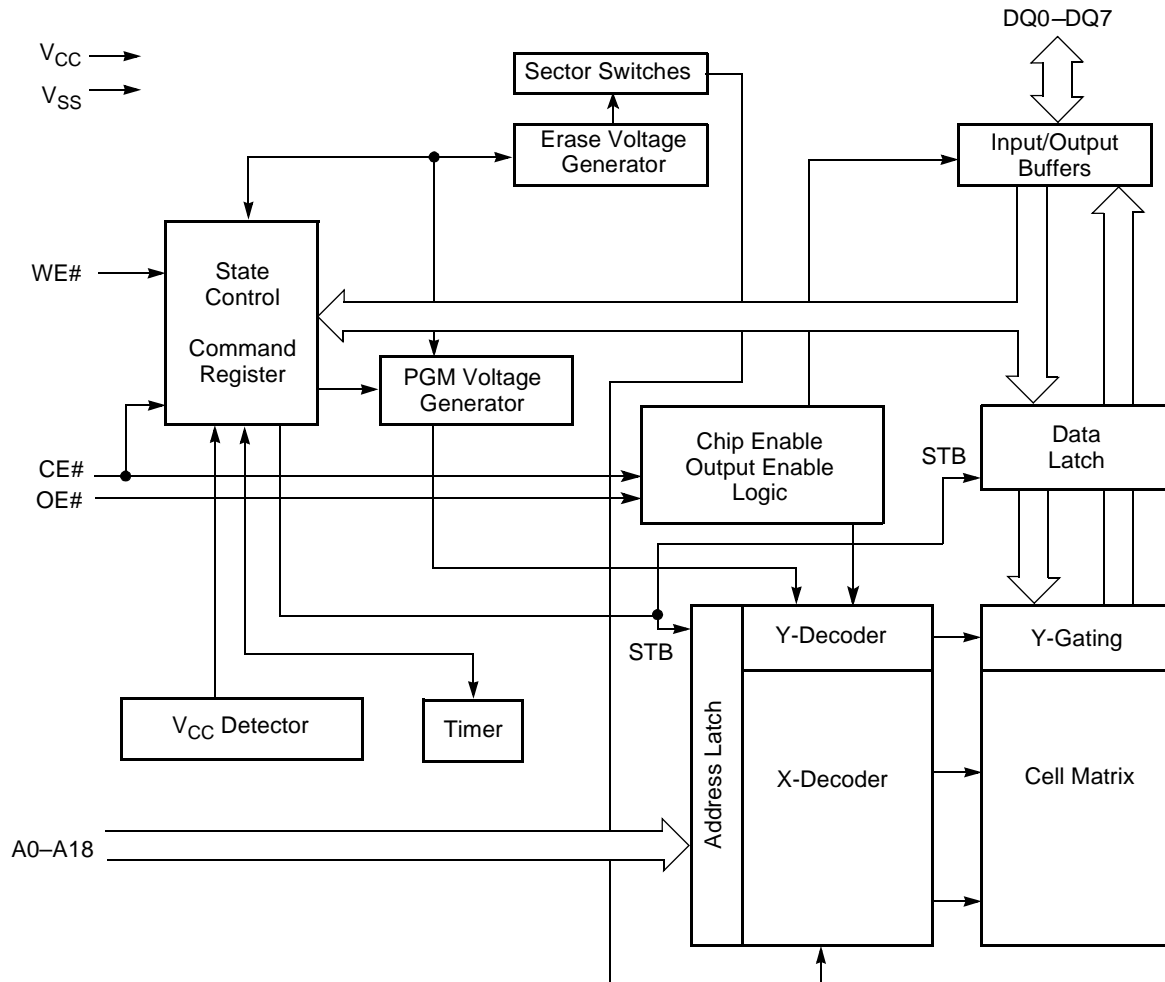 DQ0–DQ7
VCC
VSS
Sector Switches
Erase Voltage
Generator
Input/Output
Buffers
WE#
State
Control
Command
Register
PGM Voltage
Generator
Chip Enable
Output Enable
Logic
STB
Data
Latch
CE#
OE#
STB
Y-Decoder
Y-Gating
VCC Detector
Timer
Address Latch
X-Decoder
Cell Matrix
A0–A18